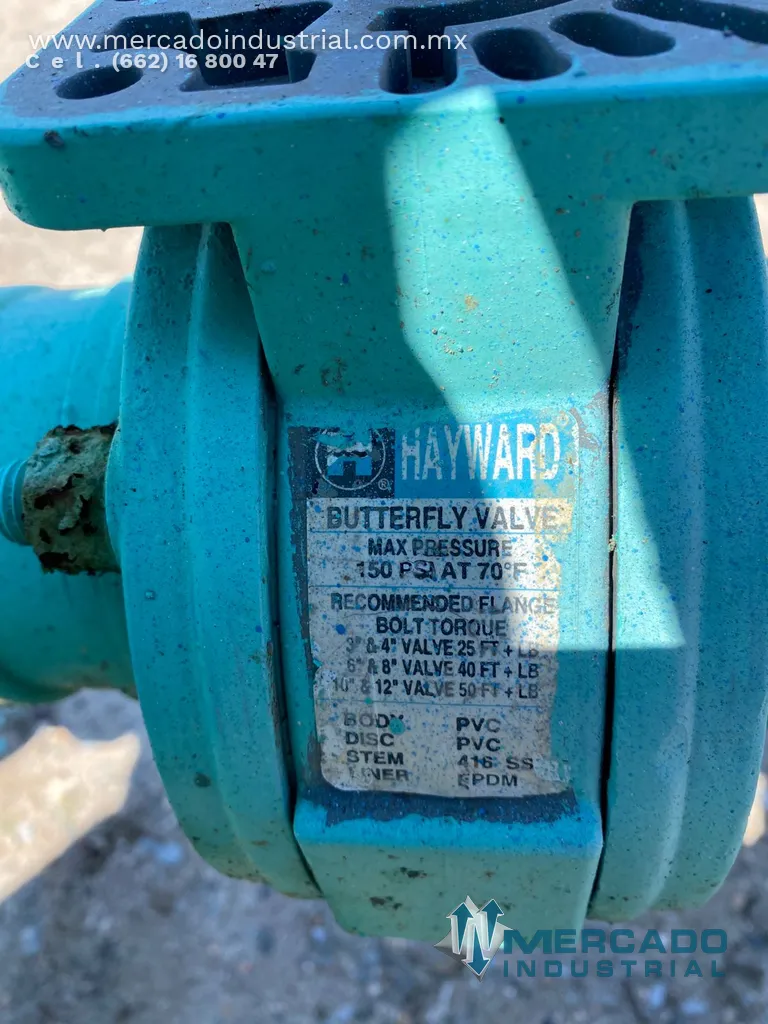 www.mercadoindustrial.com.mx
Cel. (662) 16 800 47
HAYWARD®
BUTTERFLY VALVE
MAX PRESSURE
150 PSI AT 70°F
RECOMMENDED FLANGE
BOLT TORQUE
3" & 4" VALVE 25 FT + LB
6" & 8" VALVE 40 FT + LB
10" & 12" VALVE 50 FT + LB
BODY PVC
DISC PVC
STEM 416 SS
LINER EPDM
MERCADO
INDUSTRIAL